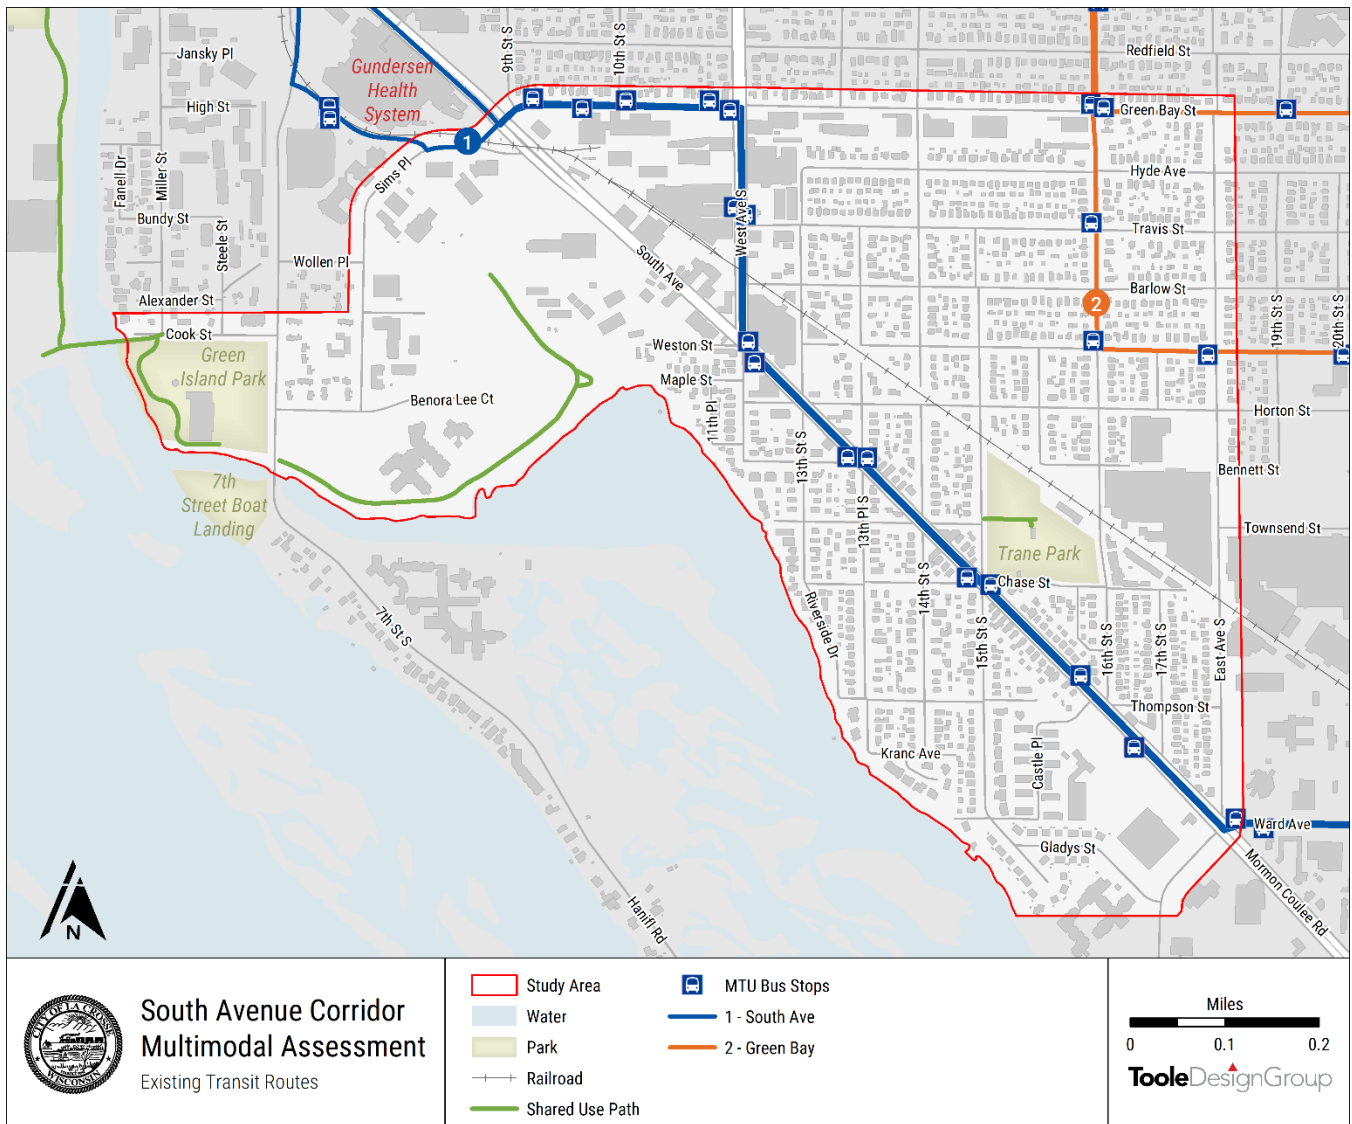 Jansky Pl
High St
Fanell Dr
Miller St
Bundy St
Steele St
Wollen Pl
Alexander St
Cook St
Green
Island Park
7th
Street Boat
Landing
Gundersen
Health
System
1
Sims Pl
9th St S
10th St S
South Ave
West Ave S
Weston St
Maple St
11th Pl
Benora Lee Ct
7th St S
Hanifl Rd
Redfield St
Green Bay St
Hyde Ave
Travis St
Barlow St
2
19th St S
20th St S
Horton St
Bennett St
Townsend St
13th St S
13th Pl S
14th St S
15th St S
Trane Park
Chase St
Riverside Dr
16th St S
17th St S
East Ave S
Thompson St
Kranc Ave
Castle Pl
Gladys St
Ward Ave
Mormon Coulee Rd
N
CITY OF LA CROSSE
WISCONSIN
South Avenue Corridor
Multimodal Assessment
Existing Transit Routes
Study Area
Water
Park
Railroad
Shared Use Path
MTU Bus Stops
1 - South Ave
2 - Green Bay
Miles
0 0.1 0.2
TooleDesignGroup